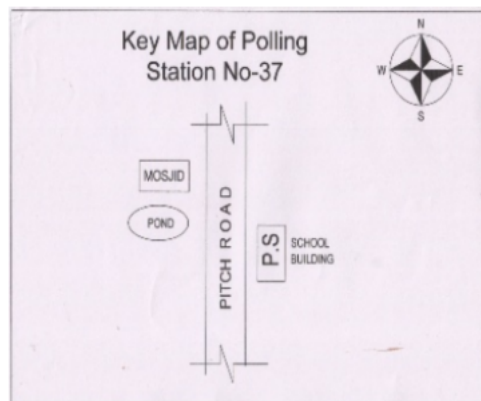 Key Map of Polling
Station No-37
N
W
E
S
MOSJID
POND
PITCH ROAD
P.S
SCHOOL
BUILDING